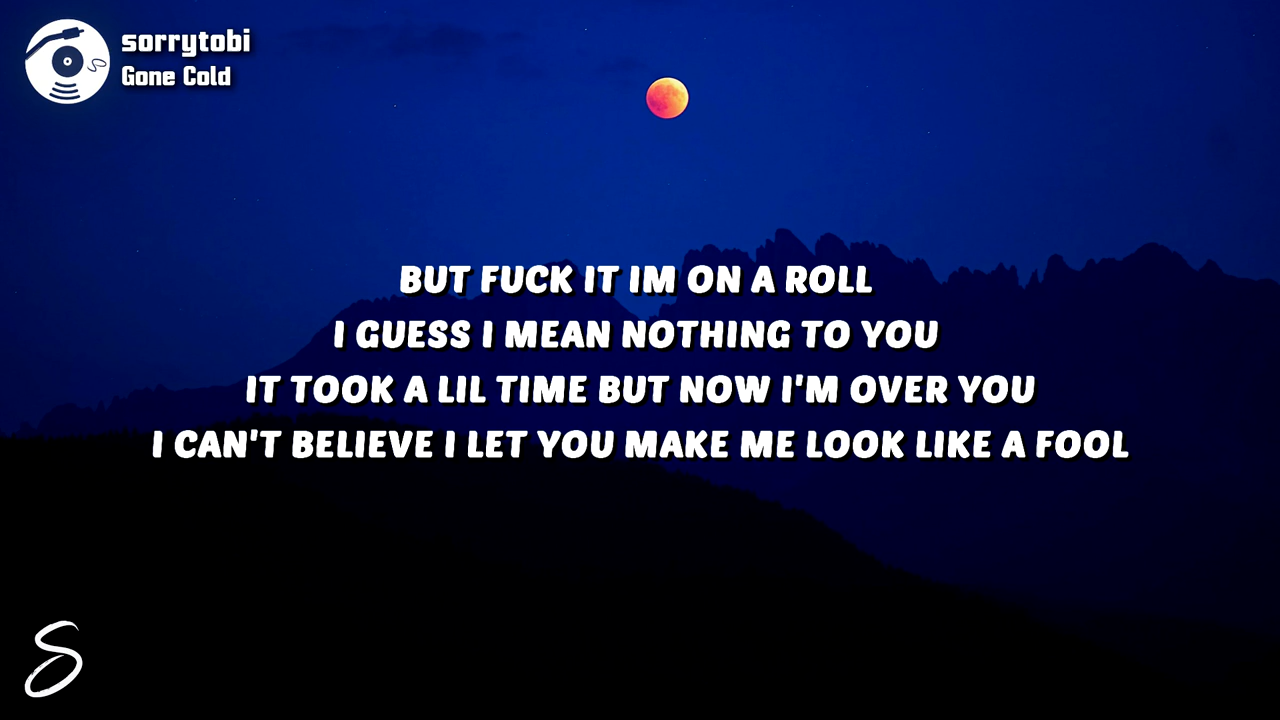 sorrytobi
Gone Cold
BUT FUCK IT IM ON A ROLL
I GUESS I MEAN NOTHING TO YOU
IT TOOK A LIL TIME BUT NOW I'M OVER YOU
I CAN'T BELIEVE I LET YOU MAKE ME LOOK LIKE A FOOL
S